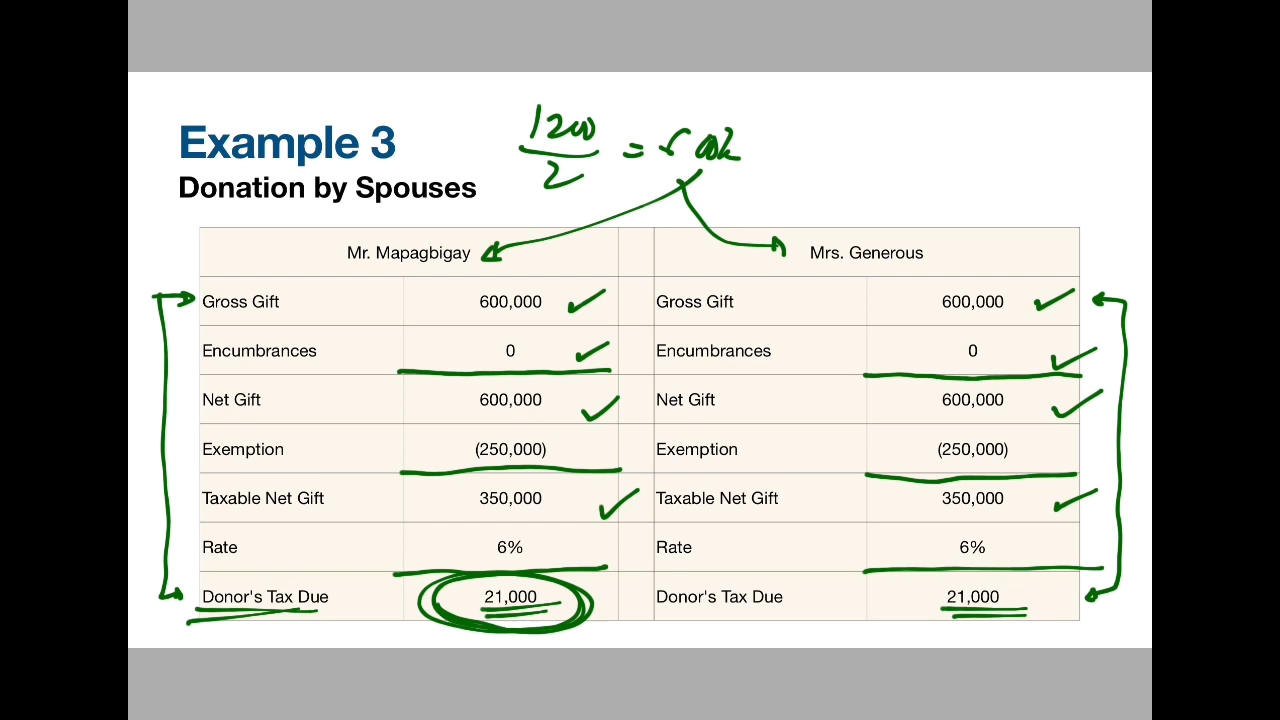 Example 3
1200
2
=
Donation by Spouses
Mr. Mapagbigay Mrs. Generous
Gross Gift 600,000 Gross Gift 600,000
Encumbrances 0 Encumbrances 0
Net Gift 600,000 Net Gift 600,000
Exemption (250,000) Exemption (250,000)
Taxable Net Gift 350,000 Taxable Net Gift 350,000
Rate 6% Rate 6%
Donor's Tax Due 21,000 Donor's Tax Due 21,000